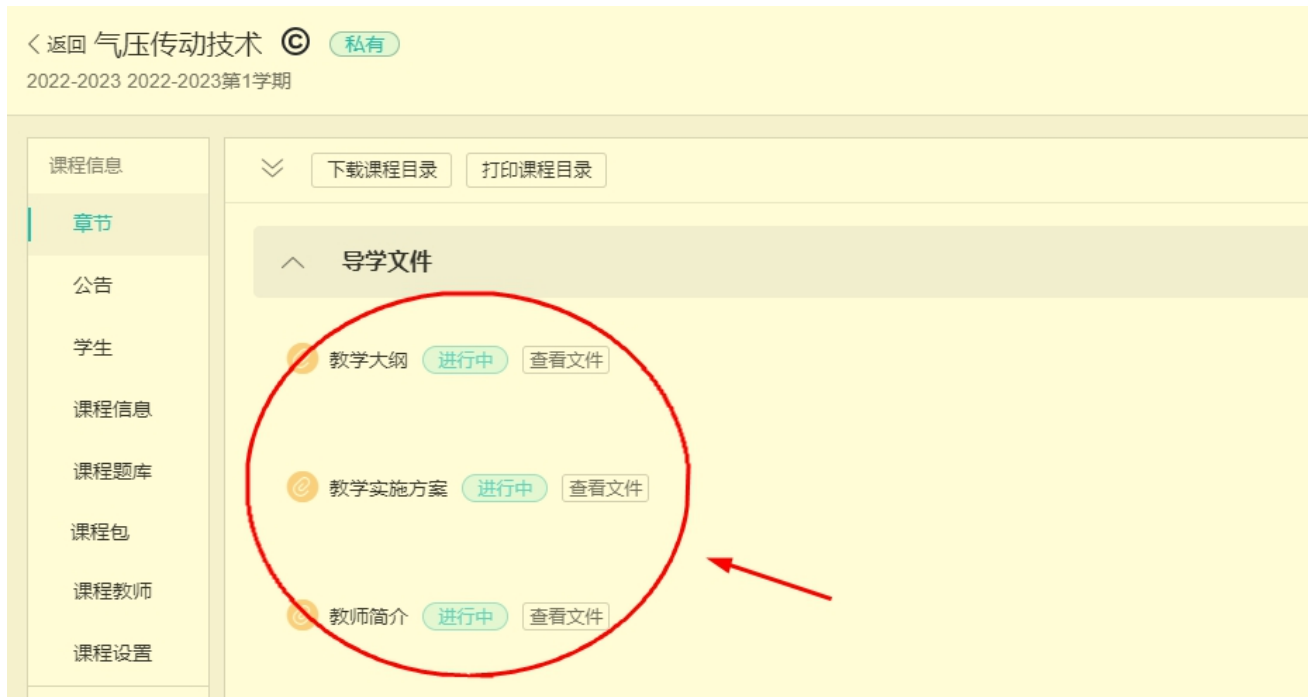 返回 气压传动技术 © 私有
2022-2023 2022-2023第1学期
课程信息
章节
公告
学生
课程信息
课程题库
课程包
课程教师
课程设置
下载课程目录 打印课程目录
导学文件
教学大纲 进行中 查看文件
教学实施方案 进行中 查看文件
教师简介 进行中 查看文件